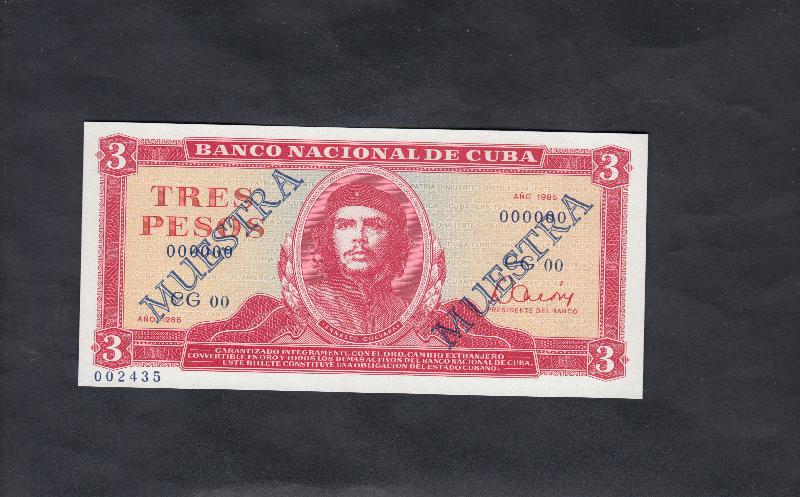 BANCO NACIONAL DE CUBA
3
3
TRES
PESOS
AÑO 1985
000000
000000
MUESTRA
MUESTRA
CG 00
CG 00
AÑO 1985
PRESIDENTE DEL BANCO
ERNESTO GUEVARA
3
3
GARANTIZADO INTEGRAMENTE CON EL ORO, CAMBIO EXTRANJERO
CONVERTIBLE EN ORO Y TODOS LOS DEMAS ACTIVOS DEL BANCO NACIONAL DE CUBA.
ESTE BILLETE CONSTITUYE UNA OBLIGACION DEL ESTADO CUBANO.
002435